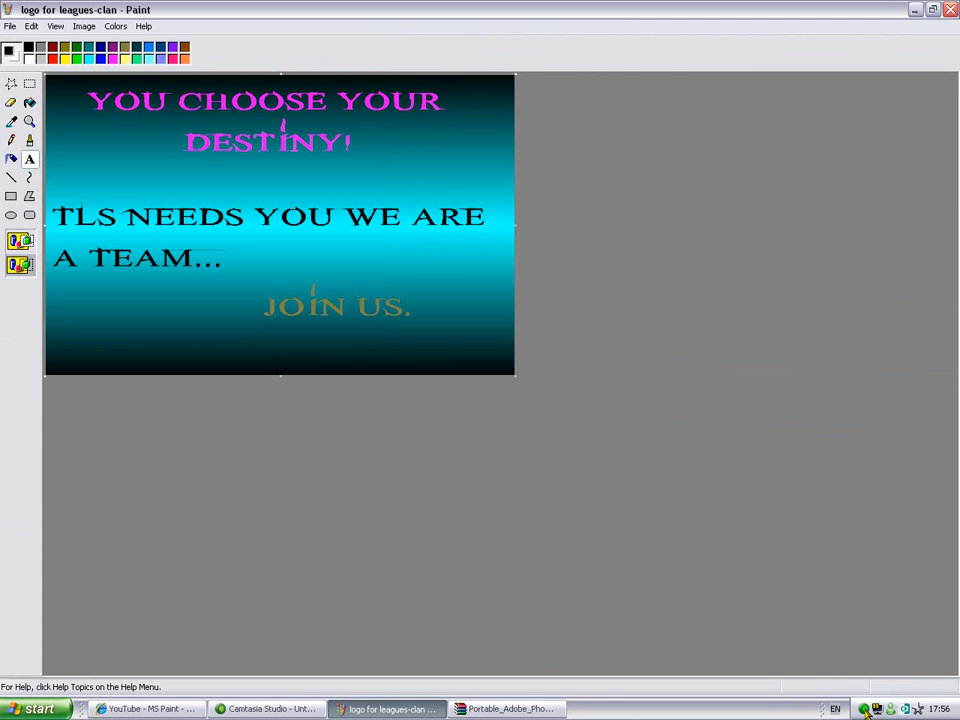 logo for leagues-clan - Paint
File Edit View Image Colors Help
A
YOU CHOOSE YOUR
DESTINY!
TLS NEEDS YOU WE ARE
A TEAM...
JOIN US.
For Help, click Help Topics on the Help Menu.
start
YouTube - MS Paint - ...
Camtasia Studio - Unt...
logo for leagues-clan ...
Portable_Adobe_Pho...
EN
17:56